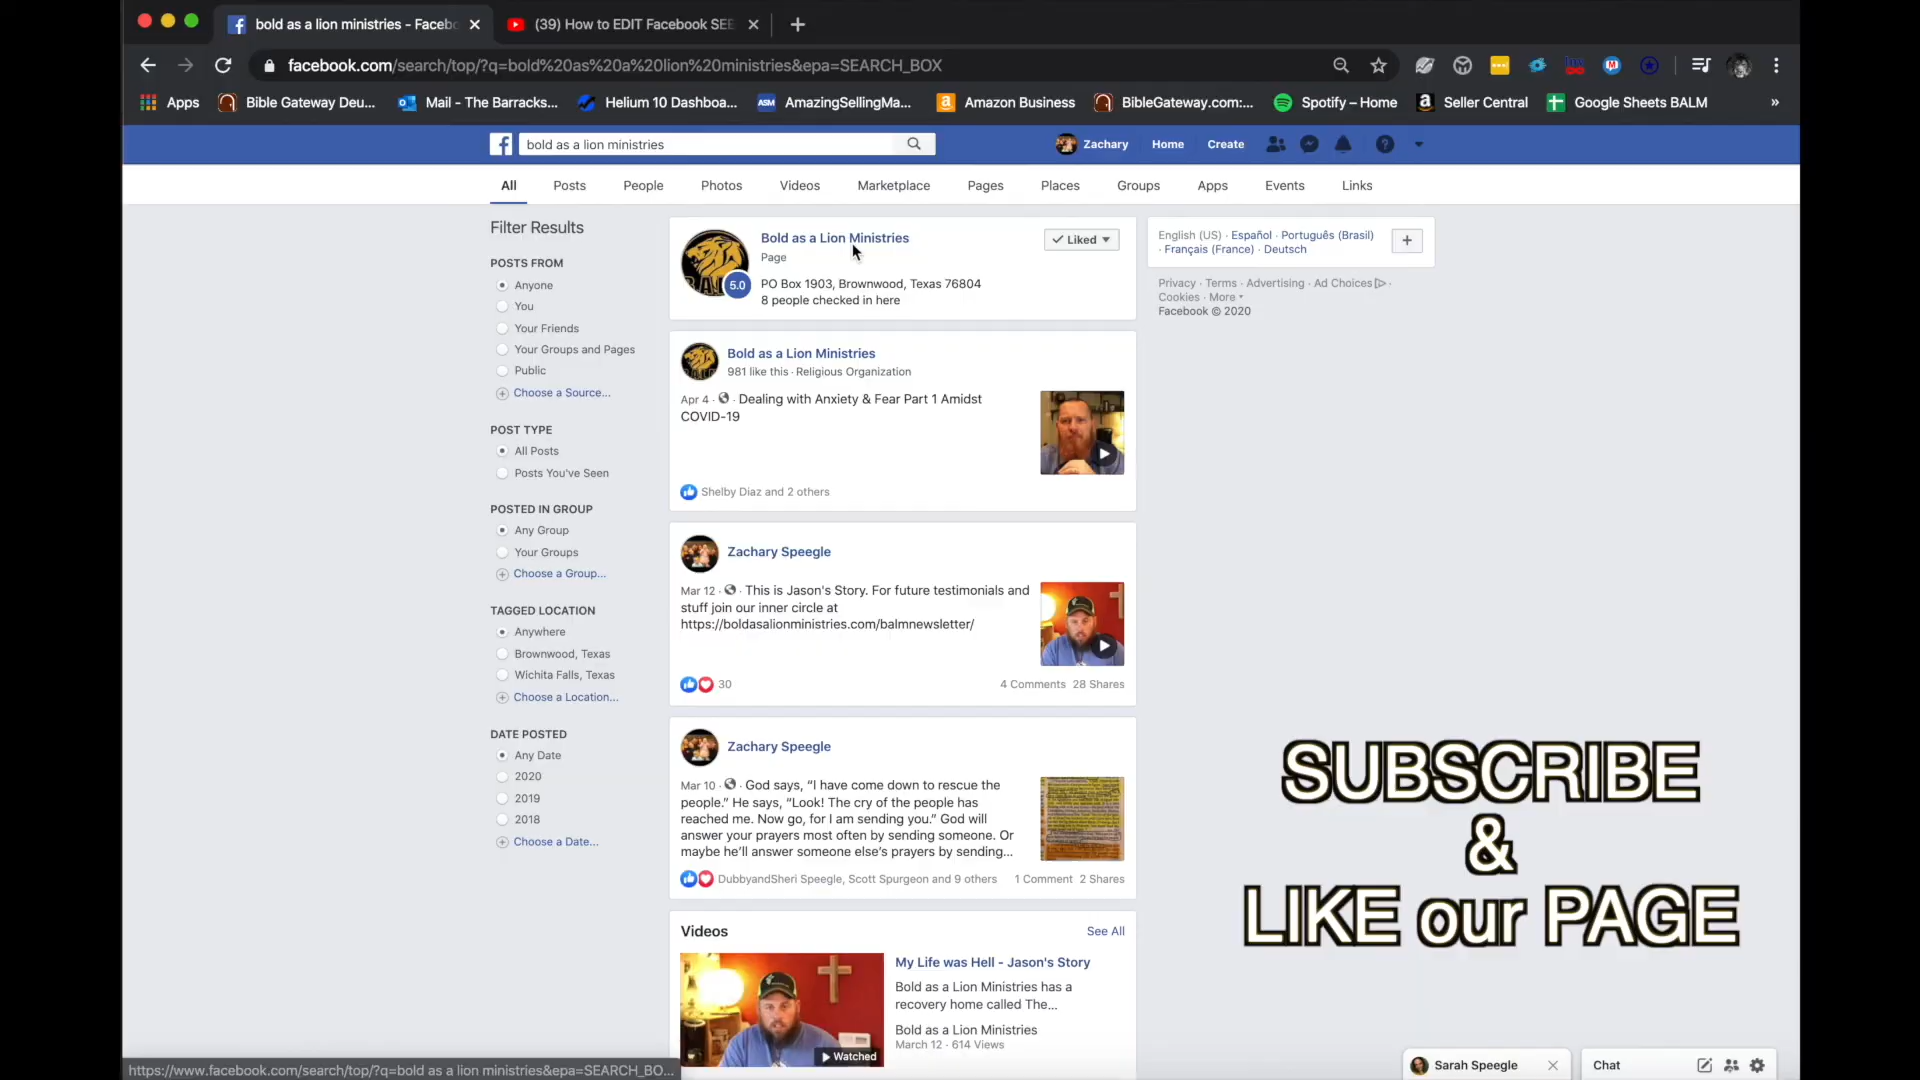 bold as a lion ministries - Facebo
(39) How to EDIT Facebook SEE
facebook.com/search/top/?q=bold%20as%20a%20lion%20ministries&epa=SEARCH_BOX
Apps
Bible Gateway Deu...
Mail - The Barracks...
Helium 10 Dashboa...
ASM
AmazingSellingMa...
Amazon Business
BibleGateway.com:...
Spotify – Home
Seller Central
Google Sheets BALM
»
bold as a lion ministries
Zachary
Home
Create
All
Posts
People
Photos
Videos
Marketplace
Pages
Places
Groups
Apps
Events
Links
Filter Results
POSTS FROM
Anyone
You
Your Friends
Your Groups and Pages
Public
Choose a Source...
POST TYPE
All Posts
Posts You've Seen
POSTED IN GROUP
Any Group
Your Groups
Choose a Group...
TAGGED LOCATION
Anywhere
Brownwood, Texas
Wichita Falls, Texas
Choose a Location...
DATE POSTED
Any Date
2020
2019
2018
Choose a Date...
Bold as a Lion Ministries
Liked
Page
5.0
PO Box 1903, Brownwood, Texas 76804
8 people checked in here
Bold as a Lion Ministries
981 like this · Religious Organization
Apr 4 · Dealing with Anxiety & Fear Part 1 Amidst
COVID-19
Shelby Diaz and 2 others
Zachary Speegle
Mar 12 · This is Jason's Story. For future testimonials and
stuff join our inner circle at
https://boldasalionministries.com/balmnewsletter/
30
4 Comments 28 Shares
Zachary Speegle
Mar 10 · God says, “I have come down to rescue the
people.” He says, “Look! The cry of the people has
reached me. Now go, for I am sending you.” God will
answer your prayers most often by sending someone. Or
maybe he’ll answer someone else’s prayers by sending...
DubbyandSheri Speegle, Scott Spurgeon and 9 others
1 Comment 2 Shares
Videos
See All
My Life was Hell - Jason's Story
Bold as a Lion Ministries has a
recovery home called The...
Bold as a Lion Ministries
March 12 · 614 Views
Watched
English (US) · Español · Português (Brasil)
· Français (France) · Deutsch
Privacy · Terms · Advertising · Ad Choices ·
Cookies · More
Facebook © 2020
SUBSCRIBE
&
LIKE our PAGE
Sarah Speegle
Chat
https://www.facebook.com/search/top/?q=bold as a lion ministries&epa=SEARCH_BO...